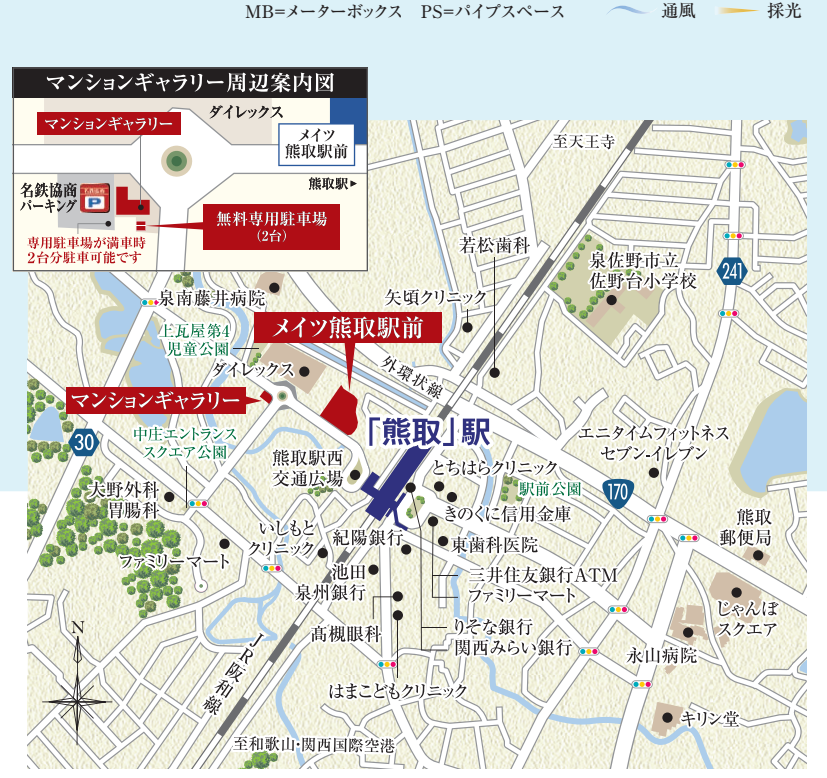 MB=メーターボックス　PS=パイプスペース　通風　採光
マンションギャラリー周辺案内図
ダイレックス
マンションギャラリー
メイツ
熊取駅前
熊取駅▶
名鉄協商
パーキング
名鉄協商
P
無料専用駐車場
(2台)
専用駐車場が満車時
2台分駐車可能です
至天王寺
若松歯科
泉佐野市立
佐野台小学校
241
泉南藤井病院
矢頃クリニック
上瓦屋第4
児童公園
メイツ熊取駅前
外環状線
ダイレックス
マンションギャラリー
「熊取」駅
30
中庄エントランス
スクエア公園
エニタイムフィットネス
セブン-イレブン
熊取駅西
交通広場
とちはらクリニック
駅前公園
170
大野外科
胃腸科
きのくに信用金庫
熊取
郵便局
いしもと
クリニック
紀陽銀行
東歯科医院
ファミリーマート
池田
泉州銀行
三井住友銀行ATM
ファミリーマート
じゃんぼ
スクエア
髙槻眼科
りそな銀行
関西みらい銀行
永山病院
N
JR阪和線
はまこどもクリニック
キリン堂
至和歌山・関西国際空港